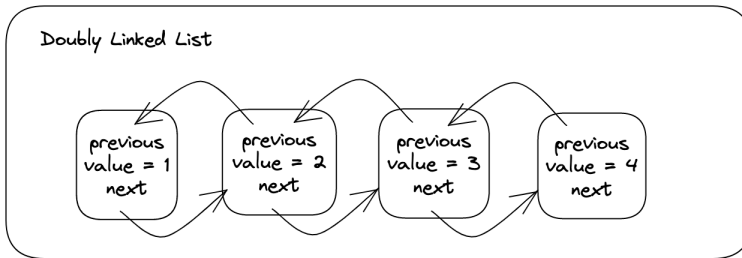 Doubly Linked List
previous
value = 1
next
previous
value = 2
next
previous
value = 3
next
previous
value = 4
next